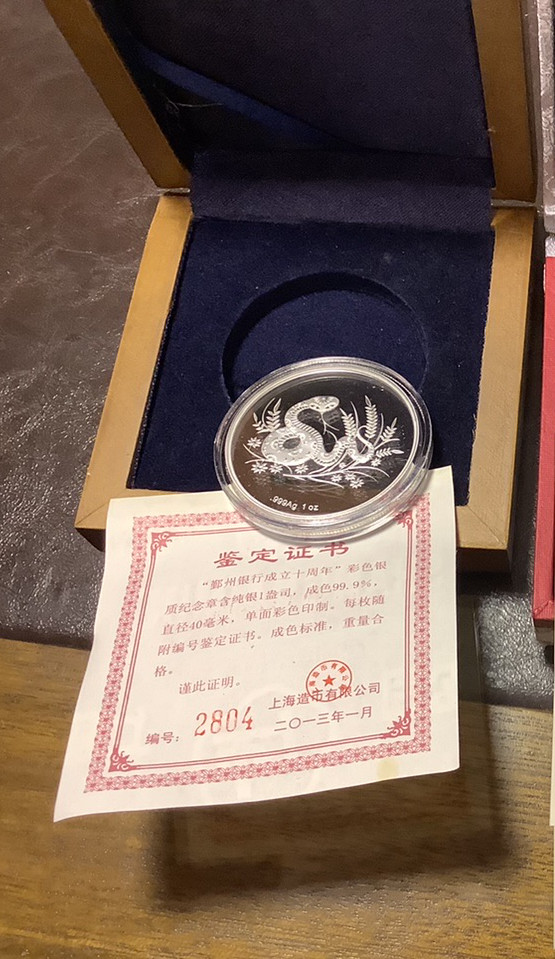 .999Ag 1 oz
鉴定证书
“鄞州银行成立十周年”彩色银
质纪念章含纯银1盎司，成色99.9%，
直径40毫米，单面彩色印制。每枚随
附编号鉴定证书。成色标准，重量合
格。
谨此证明。
上海造币有限公司
编号：2804 二〇一三年一月